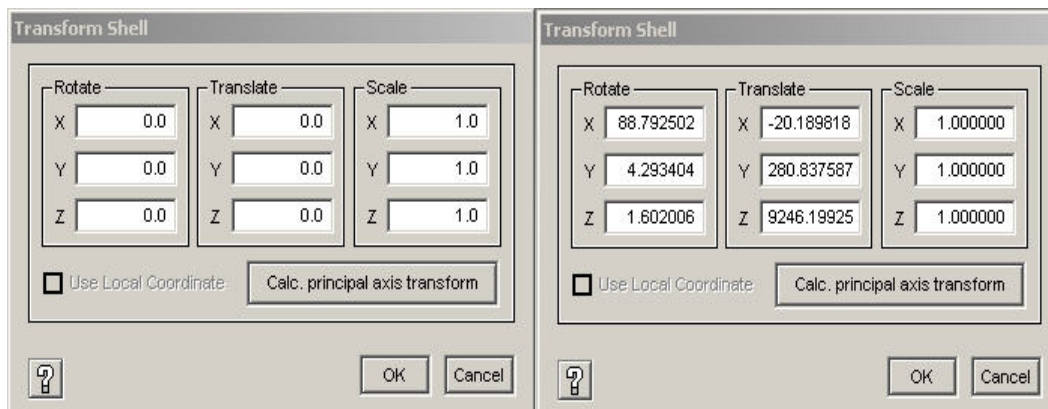 Transform Shell
Rotate Translate Scale
X 0.0 X 0.0 X 1.0
Y 0.0 Y 0.0 Y 1.0
Z 0.0 Z 0.0 Z 1.0
Use Local Coordinate Calc. principal axis transform
? OK Cancel
Transform Shell
Rotate Translate Scale
X 88.792502 X -20.189818 X 1.000000
Y 4.293404 Y 280.837587 Y 1.000000
Z 1.602006 Z 9246.19925 Z 1.000000
Use Local Coordinate Calc. principal axis transform
? OK Cancel